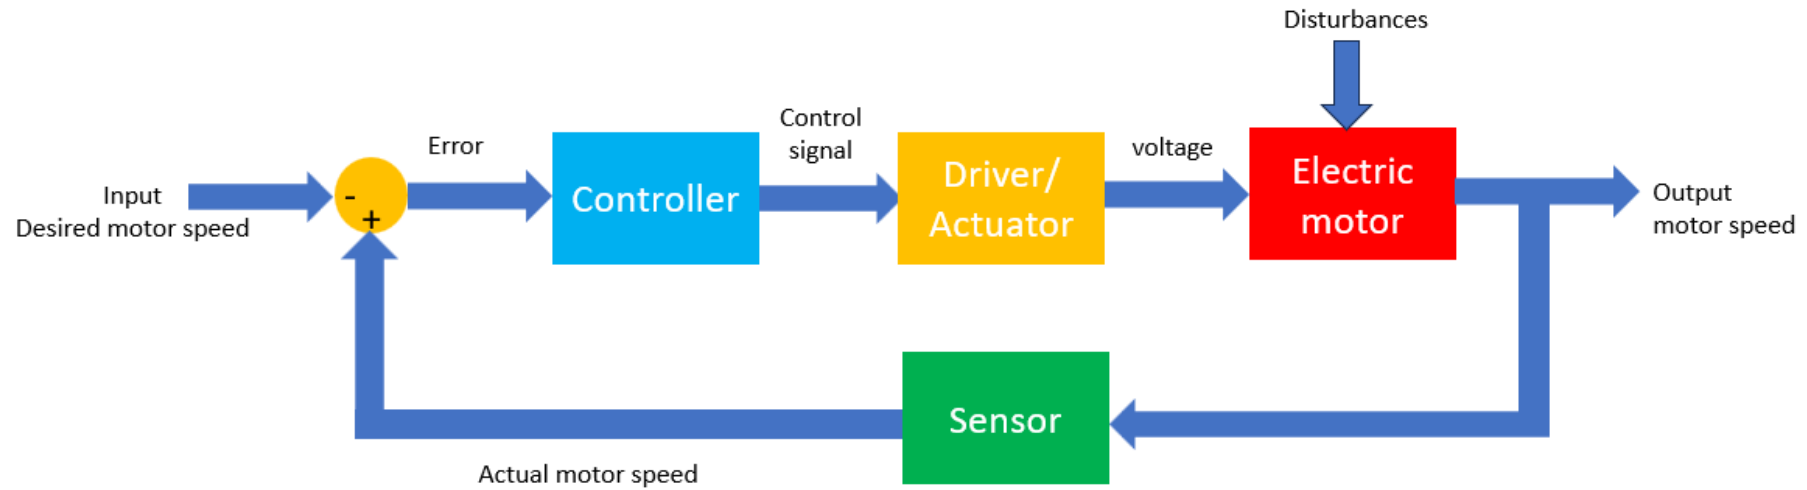 Disturbances
Input
Desired motor speed
-
+
Error
Controller
Control
signal
Driver/
Actuator
voltage
Electric
motor
Output
motor speed
Sensor
Actual motor speed